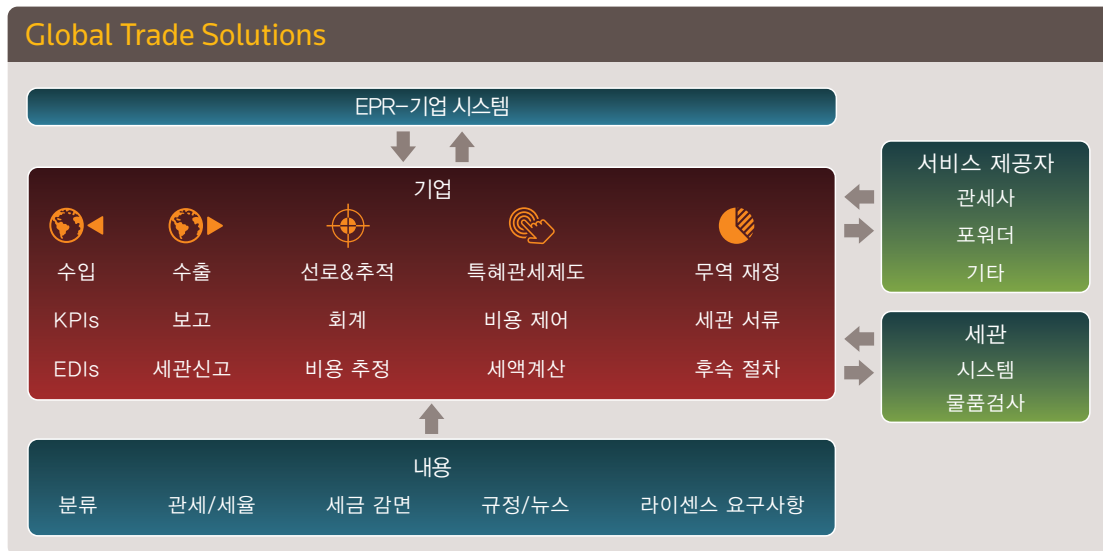 Global Trade Solutions
EPR-기업 시스템
기업
수입 수출 선로&추적 특혜관세제도 무역 재정
KPIs 보고 회계 비용 제어 세관 서류
EDIs 세관신고 비용 추정 세액계산 후속 절차
서비스 제공자
관세사
포워더
기타
세관
시스템
물품검사
내용
분류 관세/세율 세금 감면 규정/뉴스 라이센스 요구사항